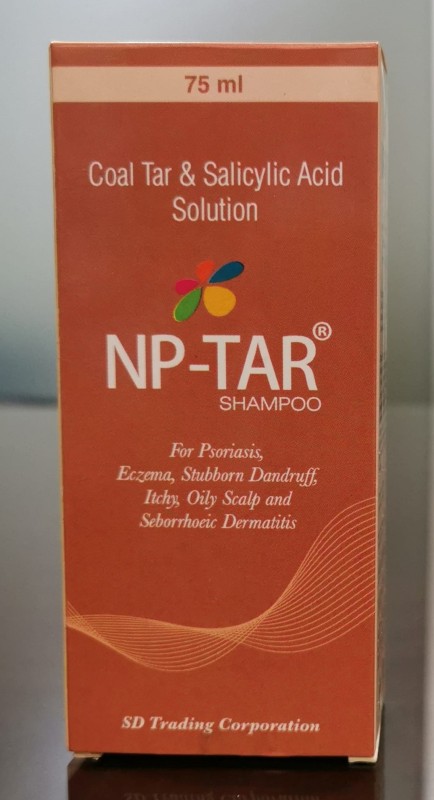 75 ml
Coal Tar & Salicylic Acid
Solution
NP-TAR®
SHAMPOO
For Psoriasis,
Eczema, Stubborn Dandruff,
Itchy, Oily Scalp and
Seborrhoeic Dermatitis
SD Trading Corporation